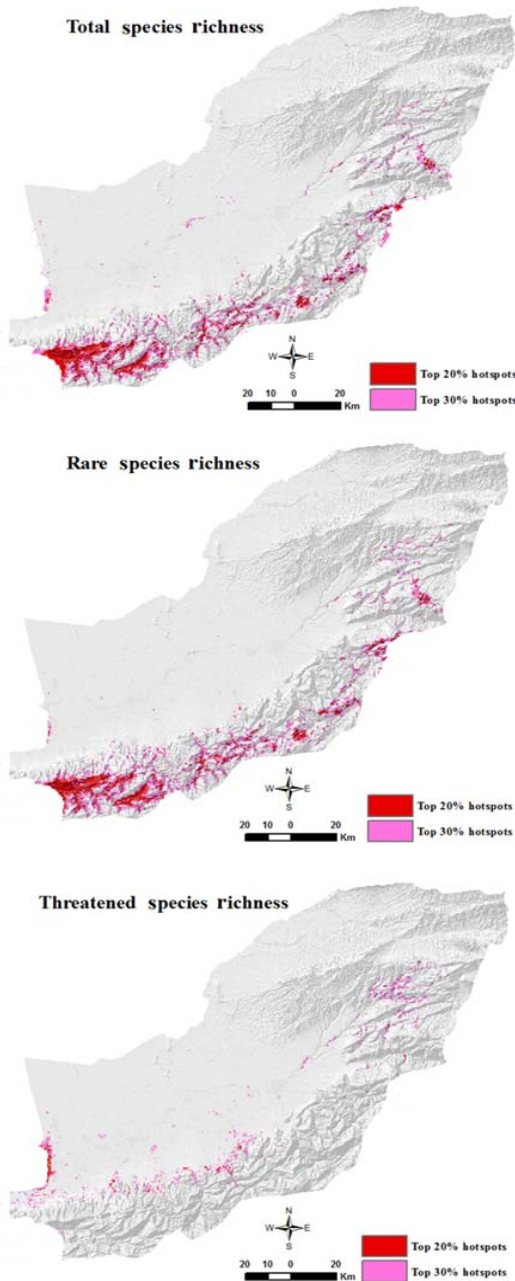 Total species richness
N
W E
S
20 10 0 20
Km
Top 20% hotspots
Top 30% hotspots
Rare species richness
N
W E
S
20 10 0 20
Km
Top 20% hotspots
Top 30% hotspots
Threatened species richness
N
W E
S
20 10 0 20
Km
Top 20% hotspots
Top 30% hotspots